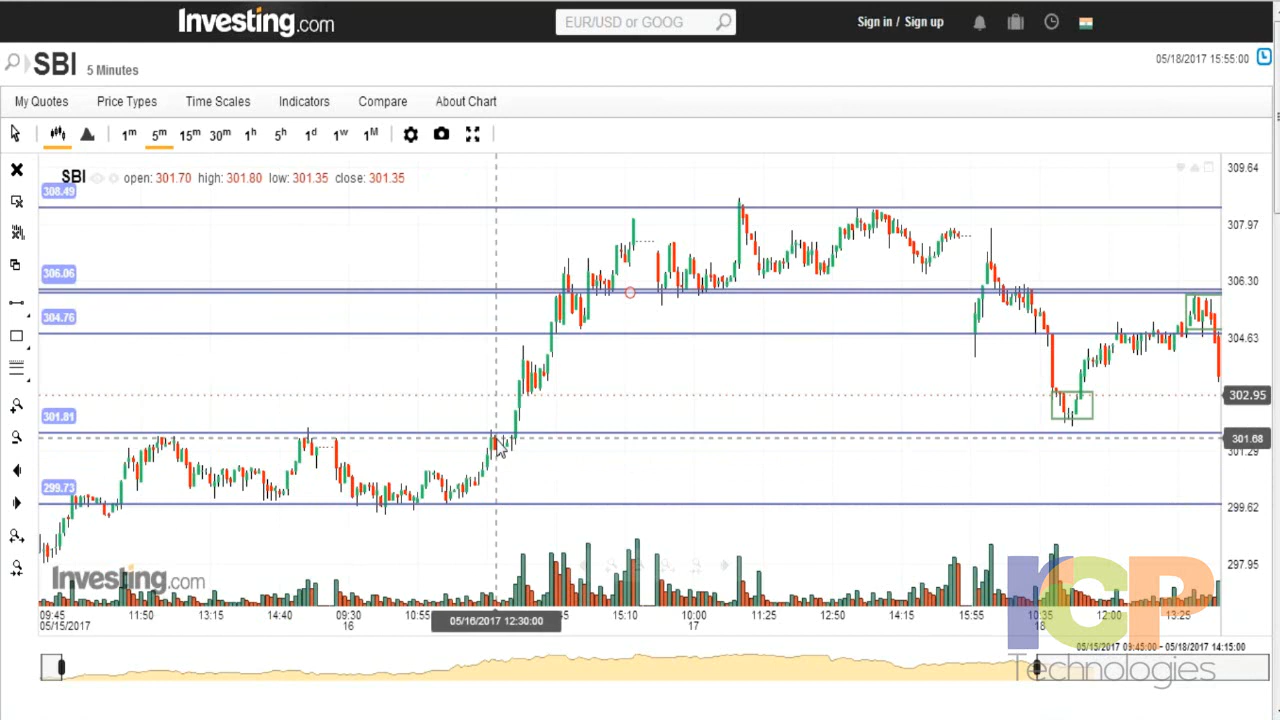 Investing.com
EUR/USD or GOOG
Sign in / Sign up
SBI 5 Minutes
05/18/2017 15:55:00
My Quotes Price Types Time Scales Indicators Compare About Chart
1m 5m 15m 30m 1h 5h 1d 1w 1M
SBI open: 301.70 high: 301.80 low: 301.35 close: 301.35
308.49
306.06
304.76
301.81
299.73
309.64
307.97
306.30
304.63
302.95
301.68
301.29
299.62
297.95
Investing.com
09:45 11:50 13:15 14:40 09:30 10:55 15:10 10:00 11:25 12:50 14:15 15:55 10:35 12:00 13:25
05/15/2017 16 05/16/2017 12:30:00 17 18
05/15/2017 09:45:00 - 05/18/2017 14:15:00
ICP
Technologies